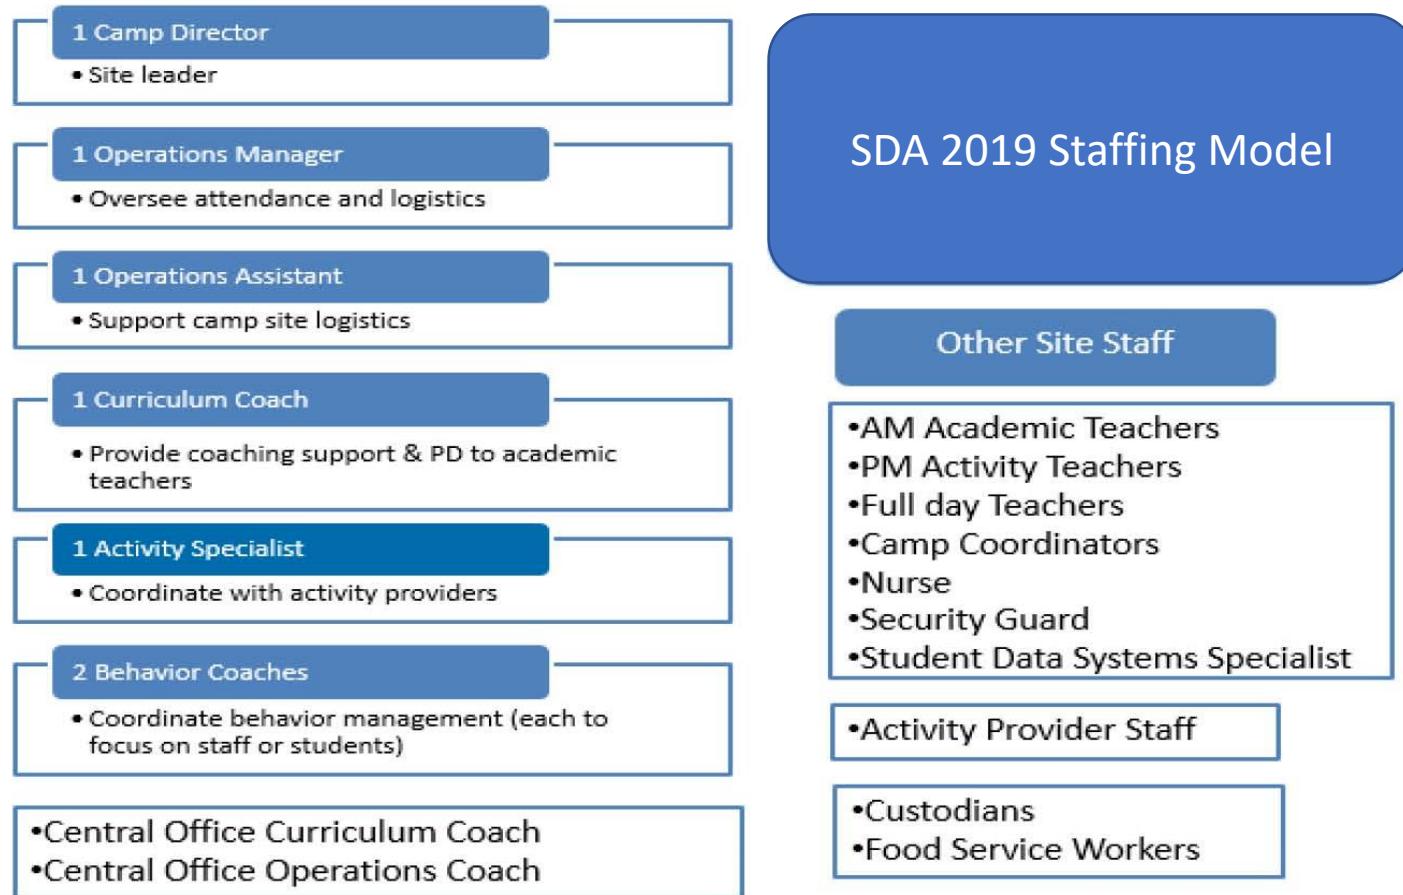 1 Camp Director
• Site leader
1 Operations Manager
• Oversee attendance and logistics
1 Operations Assistant
• Support camp site logistics
1 Curriculum Coach
• Provide coaching support & PD to academic
teachers
1 Activity Specialist
• Coordinate with activity providers
2 Behavior Coaches
• Coordinate behavior management (each to
focus on staff or students)
•Central Office Curriculum Coach
•Central Office Operations Coach
SDA 2019 Staffing Model
Other Site Staff
•AM Academic Teachers
•PM Activity Teachers
•Full day Teachers
•Camp Coordinators
•Nurse
•Security Guard
•Student Data Systems Specialist
•Activity Provider Staff
•Custodians
•Food Service Workers